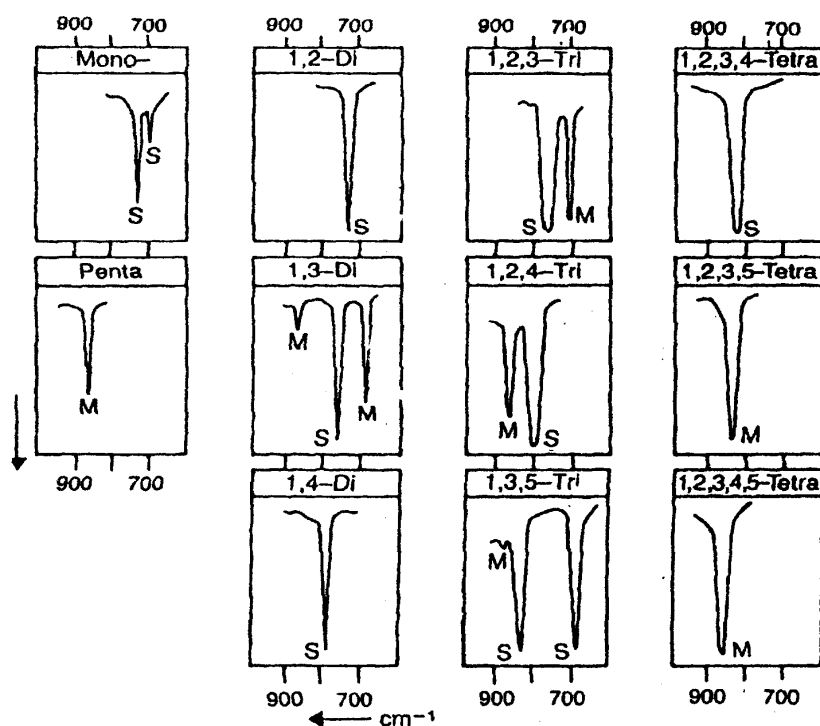 900 700 900 700 900 700 900 700
Mono- 1,2-Di 1,2,3-Tri 1,2,3,4-Tetra
S S S S M S
Penta 1,3-Di 1,2,4-Tri 1,2,3,5-Tetra
M M S M M S M
900 700
1,4-Di 1,3,5-Tri 1,2,3,4,5-Tetra
S M S S M
900 700 900 700 900 700
cm⁻¹